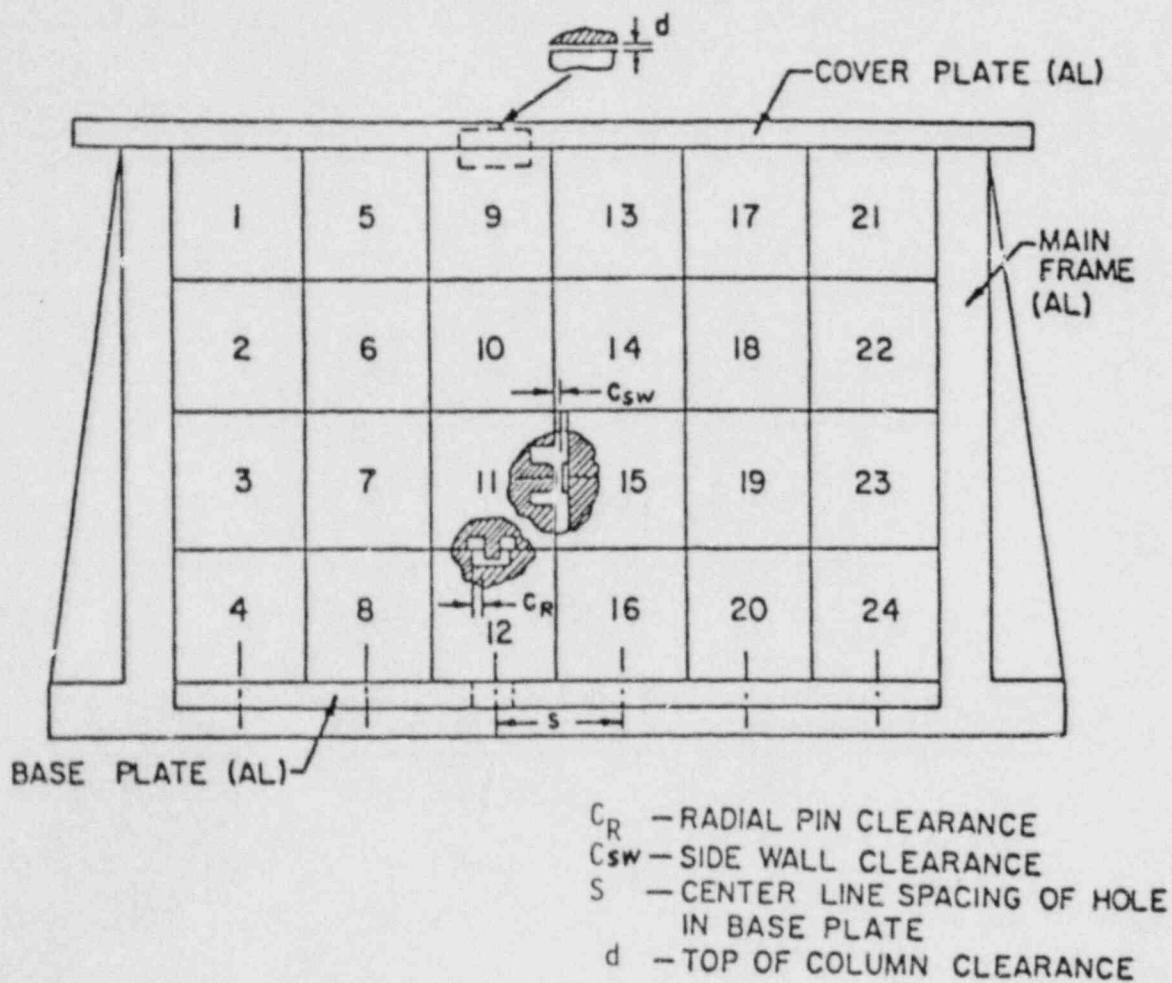 d
COVER PLATE (AL)
1 5 9 13 17 21
MAIN
FRAME
(AL)
2 6 10 14 18 22
Csw
3 7 11 15 19 23
4 8 CR 16 20 24
12
S
BASE PLATE (AL)
CR – RADIAL PIN CLEARANCE
Csw – SIDE WALL CLEARANCE
S – CENTER LINE SPACING OF HOLE
IN BASE PLATE
d – TOP OF COLUMN CLEARANCE